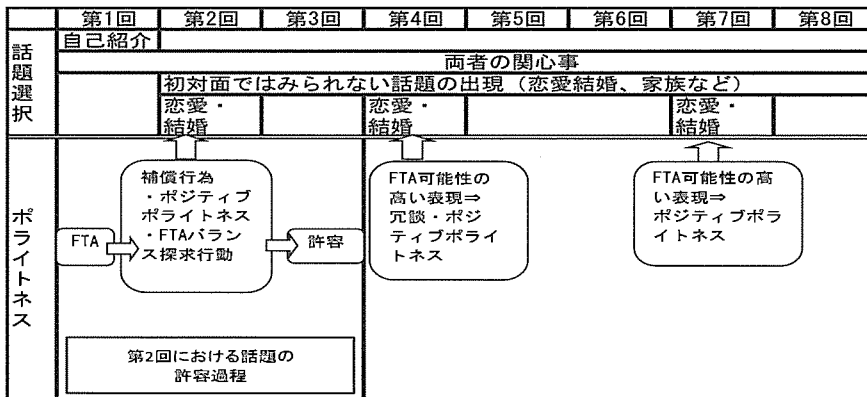 第1回 第2回 第3回 第4回 第5回 第6回 第7回 第8回
話題選択
自己紹介
両者の関心事
初対面ではみられない話題の出現（恋愛結婚、家族など）
恋愛・
結婚
恋愛・
結婚
恋愛・
結婚
ポライトネス
FTA
補償行為
・ポジティブ
ポライトネス
・FTAバラン
ス探求行動
許容
FTA可能性の
高い表現⇒
冗談・ポジ
ティブポライ
トネス
FTA可能性の高
い表現⇒
ポジティブポラ
イトネス
第2回における話題の
許容過程